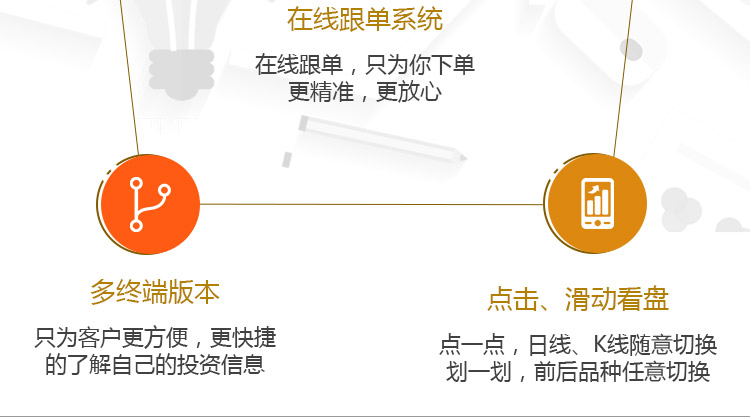 在线跟单系统
在线跟单，只为你下单
更精准，更放心
多终端版本
只为客户更方便，更快捷
的了解自己的投资信息
点击、滑动看盘
点一点，日线、K线随意切换
划一划，前后品种任意切换